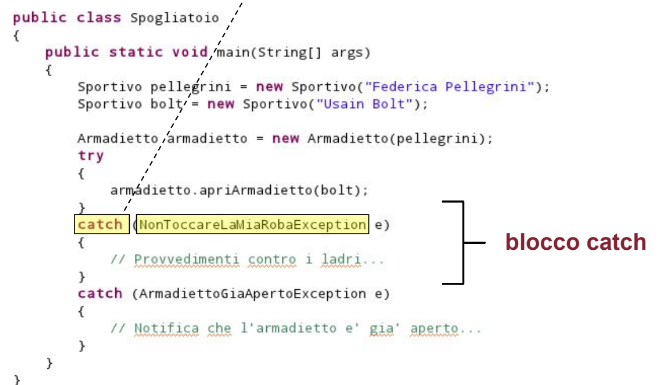 public class Spogliatoio
{
public static void main(String[] args)
{
Sportivo pellegrini = new Sportivo("Federica Pellegrini");
Sportivo bolt = new Sportivo("Usain Bolt");
Armadietto armadietto = new Armadietto(pellegrini);
try
{
armadietto.apriArmadietto(bolt);
}
catch (NonToccareLaMiaRobaException e)
{
// Provvedimenti contro i ladri...
}
blocco catch
catch (ArmadiettoGiaApertoException e)
{
// Notifica che l'armadietto e' gia' aperto...
}
}
}